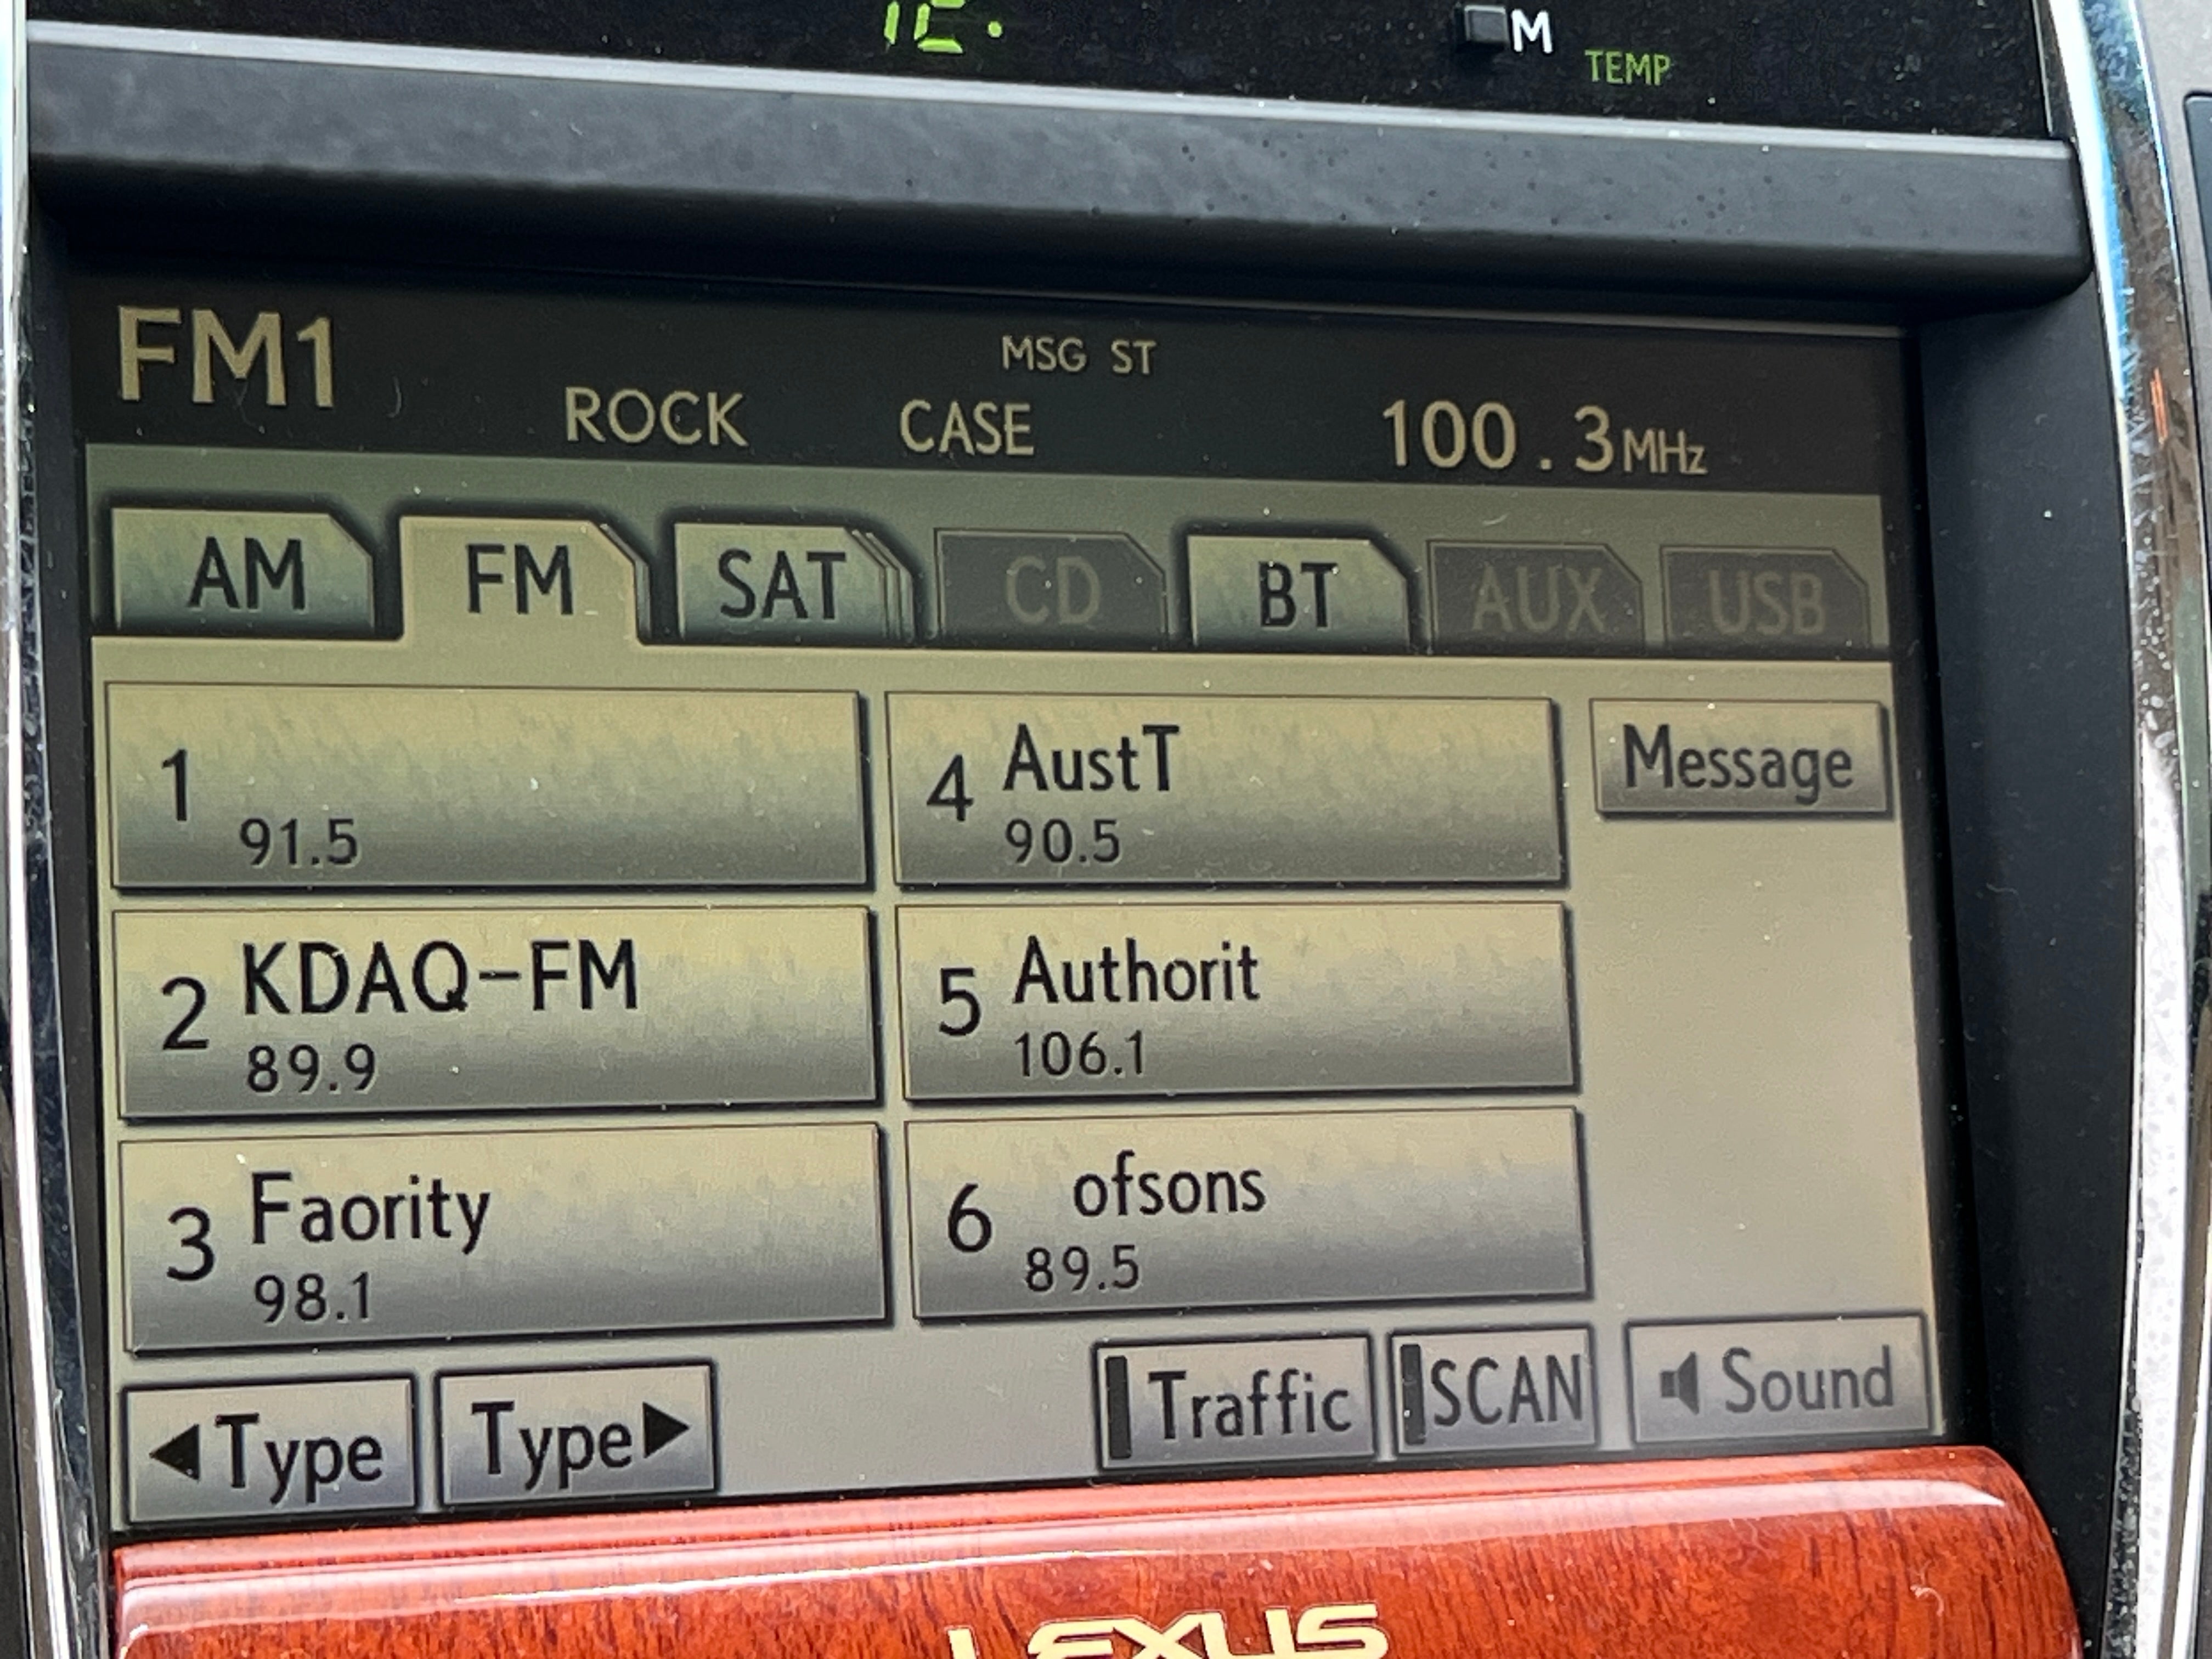 M
TEMP
FM1
MSG ST
ROCK CASE 100.3MHz
AM FM SAT CD BT AUX USB
1 91.5
4 AustT
90.5
Message
2 KDAQ-FM
89.9
5 Authorit
106.1
3 Faority
98.1
6 ofsons
89.5
◀Type Type▶ Traffic SCAN Sound
LEXUS